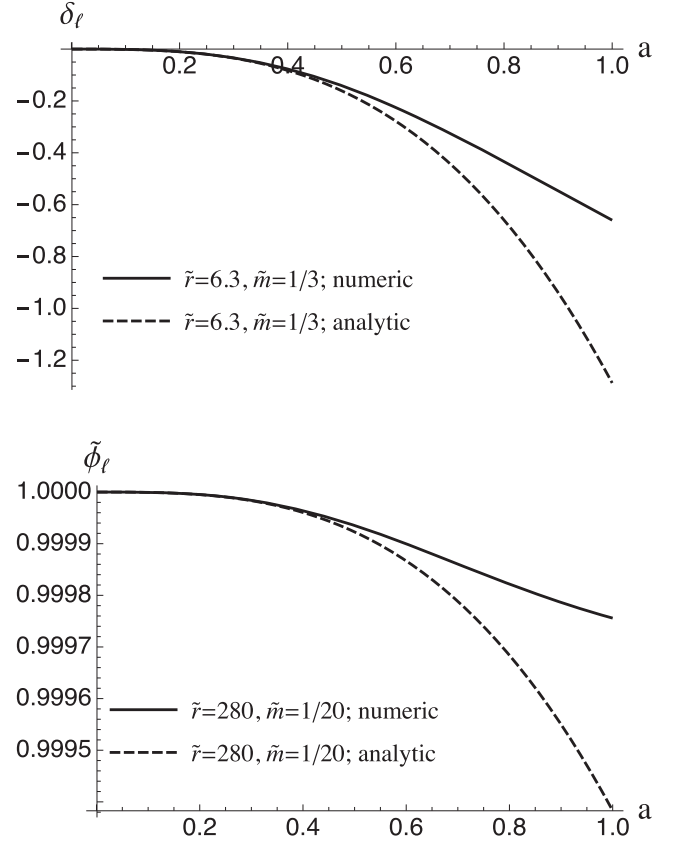 δℓ
a
0.2 0.4 0.6 0.8 1.0
−0.2
−0.4
−0.6
−0.8
−1.0
−1.2
r̃=6.3, m̃=1/3; numeric
r̃=6.3, m̃=1/3; analytic
ϕ̃ℓ
1.0000
0.9999
0.9998
0.9997
0.9996
0.9995
r̃=280, m̃=1/20; numeric
r̃=280, m̃=1/20; analytic
a
0.2 0.4 0.6 0.8 1.0